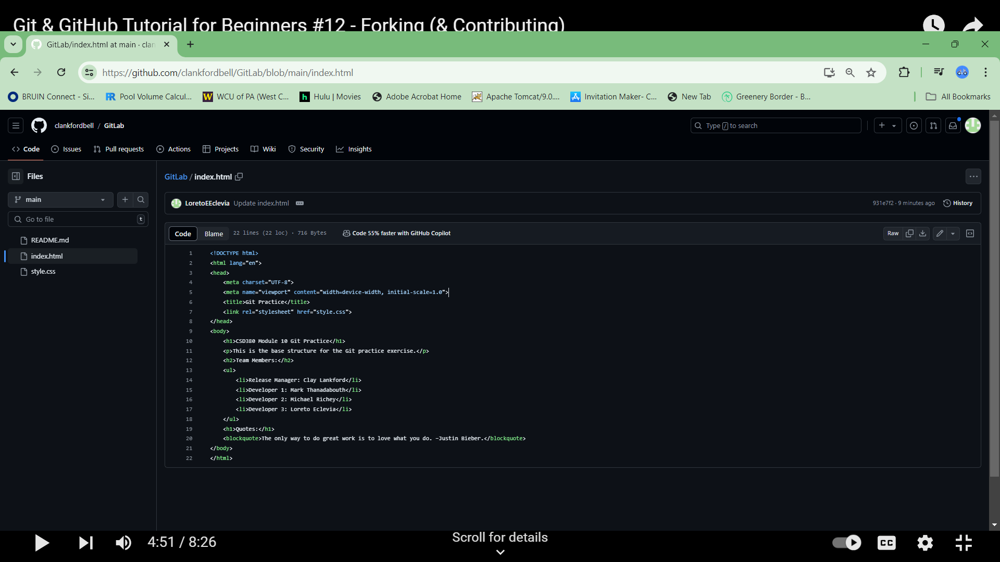 Git & GitHub Tutorial for Beginners #12 - Forking (& Contributing)
GitLab/index.html at main · clan
https://github.com/clankfordbell/GitLab/blob/main/index.html
BRUIN Connect - Si...
Pool Volume Calcul...
WCU of PA (West C...
Hulu | Movies
Adobe Acrobat Home
Apache Tomcat/9.0....
Invitation Maker- C...
New Tab
Greenery Border - B...
All Bookmarks
clankfordbell / GitLab
Type / to search
Code
Issues
Pull requests
Actions
Projects
Wiki
Security
Insights
Files
main
Go to file
t
README.md
index.html
style.css
GitLab / index.html
LoretoEEclevia Update index.html
931e7f2 · 9 minutes ago
History
Code
Blame
22 lines (22 loc) · 716 Bytes
Code 55% faster with GitHub Copilot
Raw
1 <!DOCTYPE html>
2 <html lang="en">
3 <head>
4 <meta charset="UTF-8">
5 <meta name="viewport" content="width=device-width, initial-scale=1.0">
6 <title>Git Practice</title>
7 <link rel="stylesheet" href="style.css">
8 </head>
9 <body>
10 <h1>CSD380 Module 10 Git Practice</h1>
11 <p>This is the base structure for the Git practice exercise.</p>
12 <h2>Team Members:</h2>
13 <ul>
14 <li>Release Manager: Clay Lankford</li>
15 <li>Developer 1: Mark Thanadabouth</li>
16 <li>Developer 2: Michael Richey</li>
17 <li>Developer 3: Loreto Eclevia</li>
18 </ul>
19 <h1>Quotes:</h1>
20 <blockquote>The only way to do great work is to love what you do. –Justin Bieber.</blockquote>
21 </body>
22 </html>
4:51 / 8:26
Scroll for details
CC